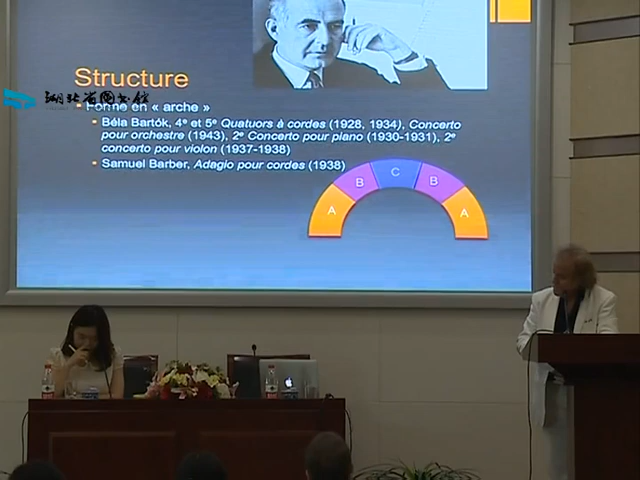 Structure
湖北省图书馆
Forme en « arche »
Béla Bartók, 4e et 5e Quatuors à cordes (1928, 1934), Concerto
pour orchestre (1943), 2e Concerto pour piano (1930-1931), 2e
concerto pour violon (1937-1938)
Samuel Barber, Adagio pour cordes (1938)
A
B
C
B
A